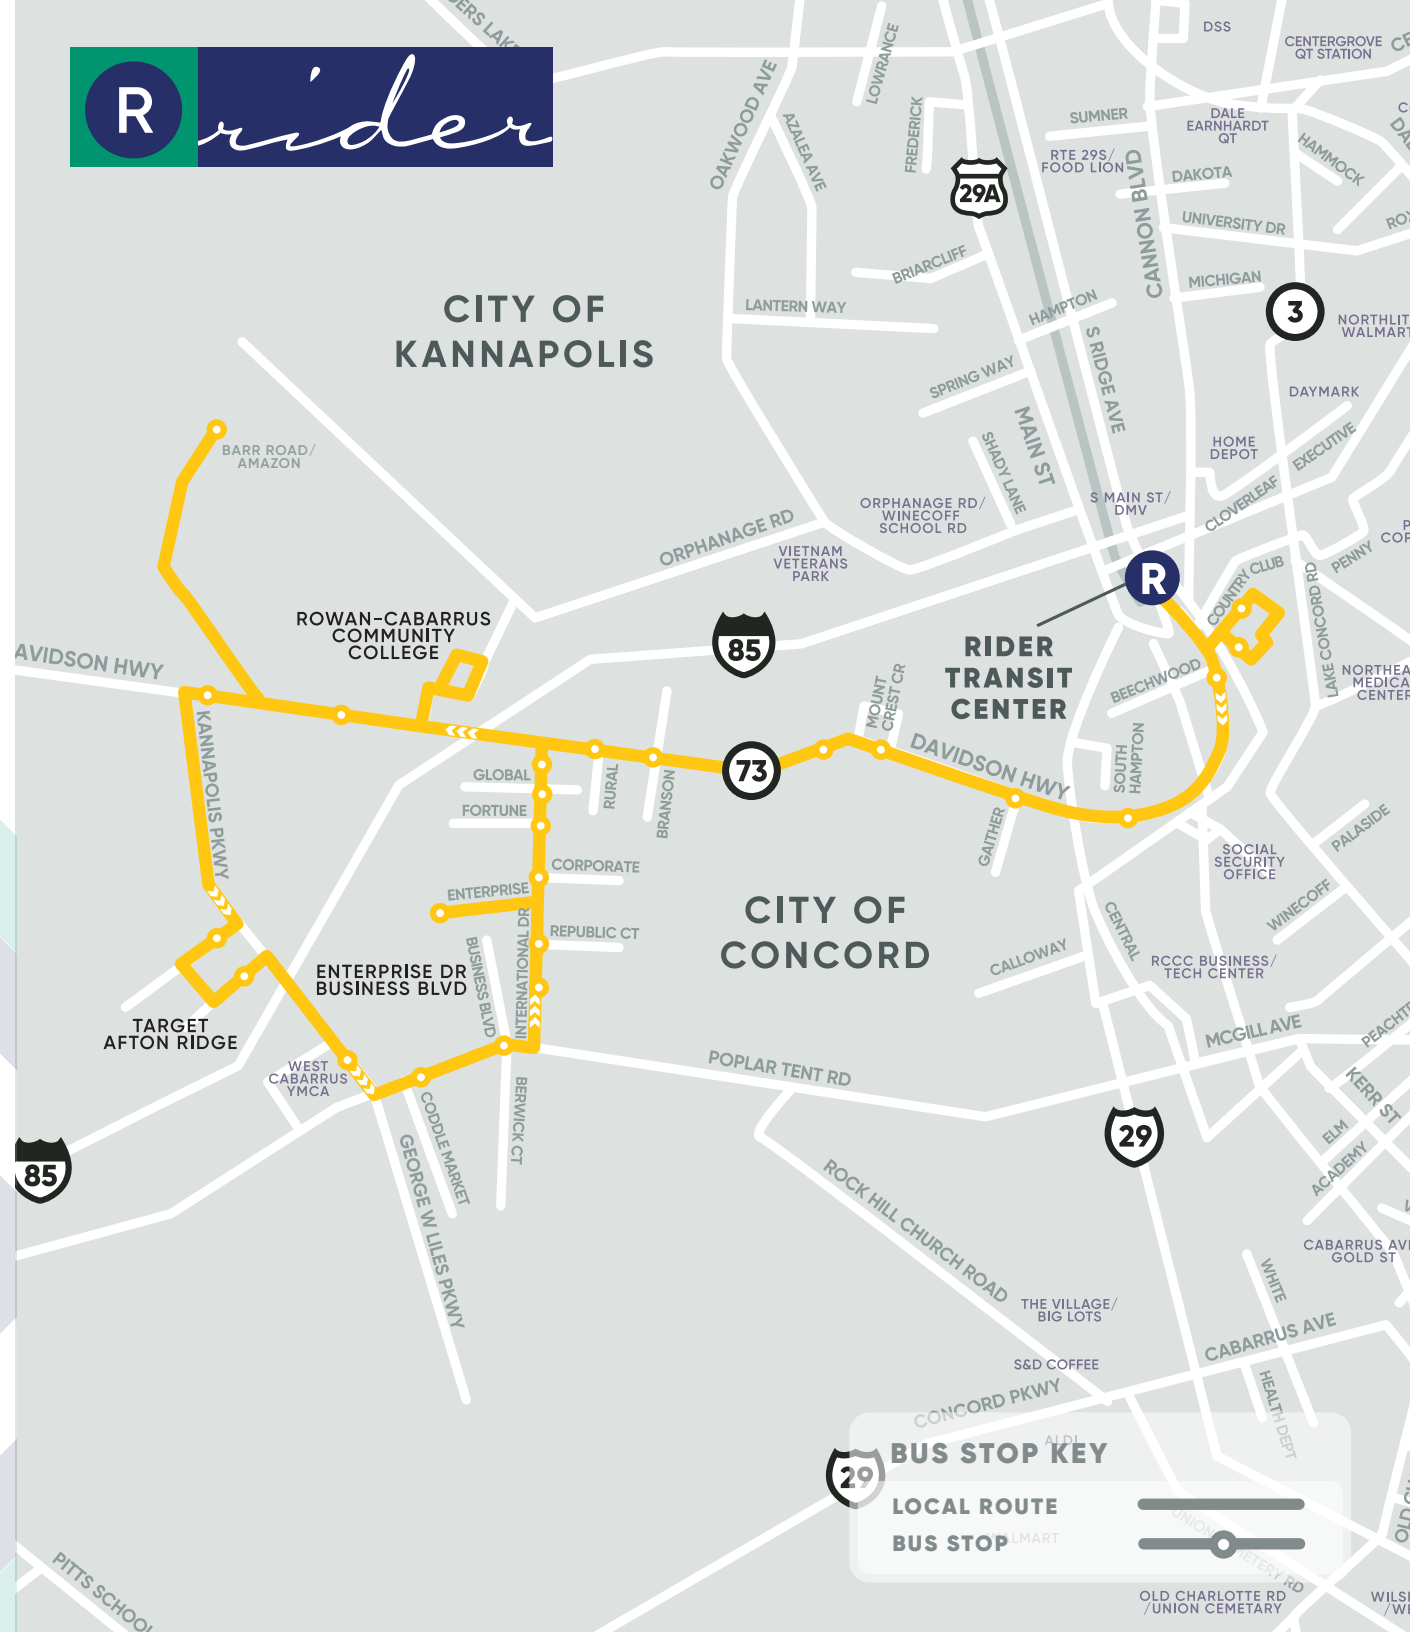 R rider
OAKWOOD AVE
AZALEA AVE
LOWRANCE
FREDERICK
29A
DSS
CENTERGROVE
QT STATION
SUMNER
DALE
EARNHARDT
QT
RTE 29S/
FOOD LION
HAMMOCK
DAKOTA
CANNON BLVD
UNIVERSITY DR
BRIARCLIFF
MICHIGAN
LANTERN WAY
HAMPTON
3
CITY OF
KANNAPOLIS
S RIDGE AVE
SPRING WAY
DAYMARK
MAIN ST
SHADY LANE
HOME
DEPOT
EXECUTIVE
BARR ROAD/
AMAZON
CLOVERLEAF
S MAIN ST/
DMV
ORPHANAGE RD/
WINECOFF
SCHOOL RD
ORPHANAGE RD
VIETNAM
VETERANS
PARK
PENNY
COUNTRY CLUB
LAKE CONCORD RD
R
ROWAN-CABARRUS
COMMUNITY
COLLEGE
85
RIDER
TRANSIT
CENTER
BEECHWOOD
AVIDSON HWY
MOUNT
CREST CR
KANNAPOLIS PKWY
DAVIDSON HWY
SOUTH
HAMPTON
73
GLOBAL
RURAL
BRANSON
FORTUNE
GAITHER
PALASIDE
SOCIAL
SECURITY
OFFICE
CORPORATE
ENTERPRISE
WINECOFF
CITY OF
CONCORD
INTERNATIONAL DR
REPUBLIC CT
BUSINESS BLVD
CENTRAL
CALLOWAY
RCCC BUSINESS/
TECH CENTER
ENTERPRISE DR
BUSINESS BLVD
TARGET
AFTON RIDGE
MCGILL AVE
WEST
CABARRUS
YMCA
POPLAR TENT RD
KERR ST
BERWICK CT
CODDLE MARKET
GEORGE W LILES PKWY
29
ELM
ACADEMY
85
ROCK HILL CHURCH ROAD
GOLD ST
WHITE
THE VILLAGE/
BIG LOTS
CABARRUS AVE
S&D COFFEE
CONCORD PKWY
HEALTH DEPT
ALDI
29
BUS STOP KEY
LOCAL ROUTE
BUS STOP
OLD CHARLOTTE RD
/UNION CEMETARY
PITTS SCHOOL